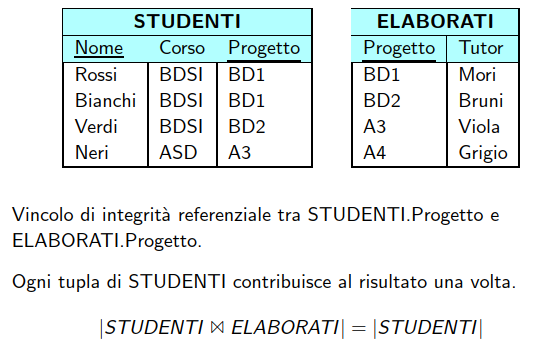 STUDENTI
Nome Corso Progetto
Rossi BDSI BD1
Bianchi BDSI BD1
Verdi BDSI BD2
Neri ASD A3
ELABORATI
Progetto Tutor
BD1 Mori
BD2 Bruni
A3 Viola
A4 Grigio
Vincolo di integrità referenziale tra STUDENTI.Progetto e
ELABORATI.Progetto.
Ogni tupla di STUDENTI contribuisce al risultato una volta.
|STUDENTI ⋈ ELABORATI| = |STUDENTI|